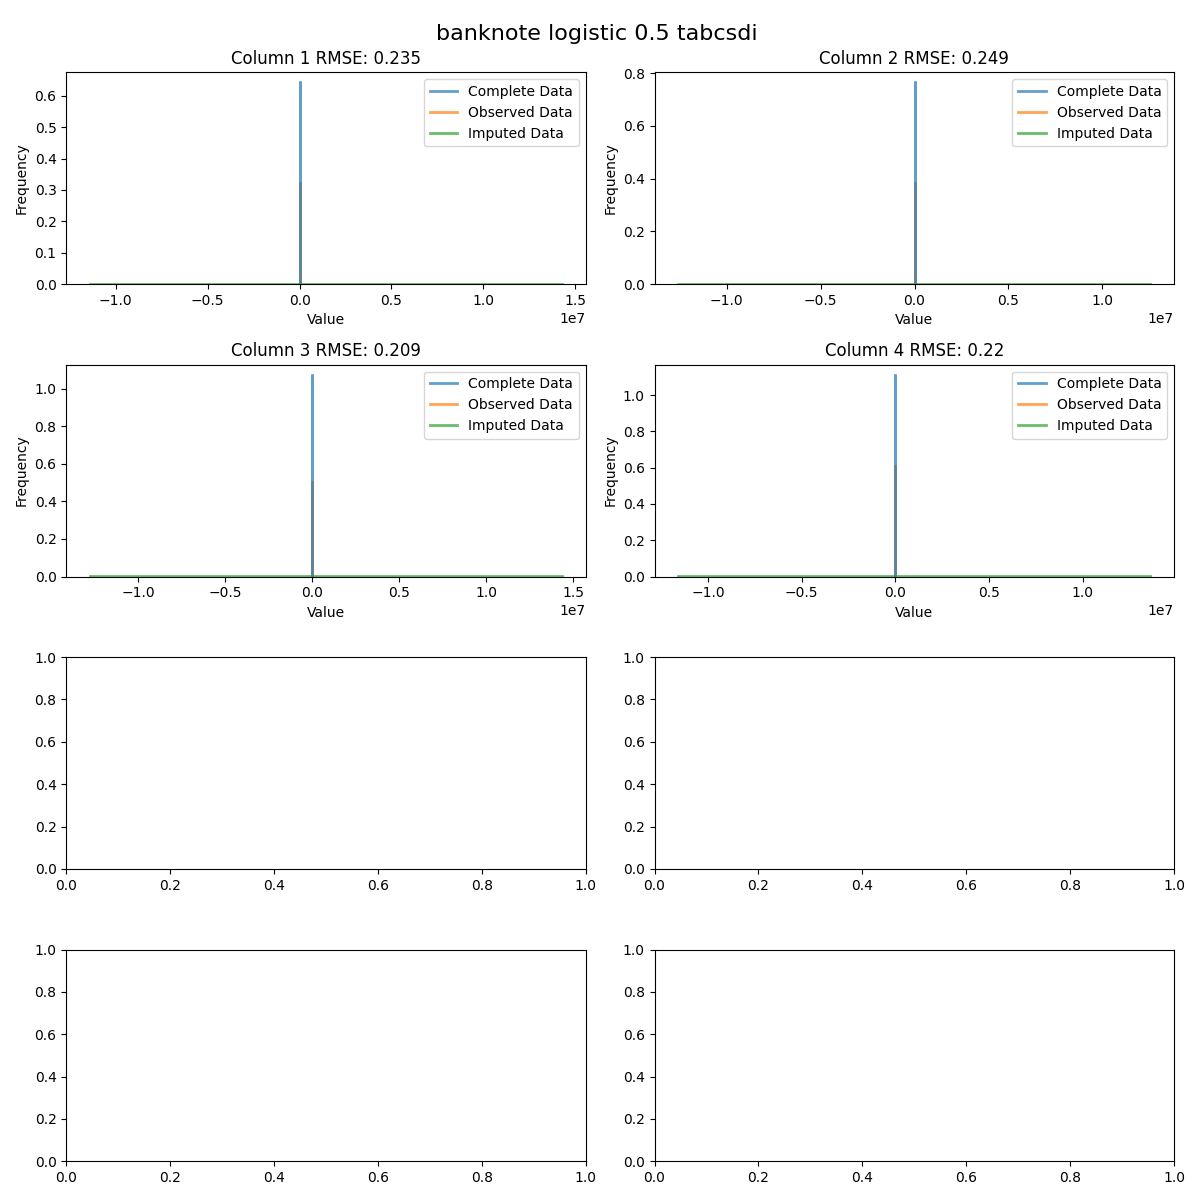 banknote logistic 0.5 tabcsdi
Column 1 RMSE: 0.235
0.6
0.5
0.4
0.3
0.2
0.1
0.0
Frequency
Complete Data
Observed Data
Imputed Data
−1.0 −0.5 0.0 0.5 1.0 1.5
1e7
Value
Column 2 RMSE: 0.249
0.8
0.6
0.4
0.2
0.0
Frequency
Complete Data
Observed Data
Imputed Data
−1.0 −0.5 0.0 0.5 1.0
1e7
Value
Column 3 RMSE: 0.209
1.0
0.8
0.6
0.4
0.2
0.0
Frequency
Complete Data
Observed Data
Imputed Data
−1.0 −0.5 0.0 0.5 1.0 1.5
1e7
Value
Column 4 RMSE: 0.22
1.0
0.8
0.6
0.4
0.2
0.0
Frequency
Complete Data
Observed Data
Imputed Data
−1.0 −0.5 0.0 0.5 1.0
1e7
Value
1.0
0.8
0.6
0.4
0.2
0.0
0.0 0.2 0.4 0.6 0.8 1.0
1.0
0.8
0.6
0.4
0.2
0.0
0.0 0.2 0.4 0.6 0.8 1.0
1.0
0.8
0.6
0.4
0.2
0.0
0.0 0.2 0.4 0.6 0.8 1.0
1.0
0.8
0.6
0.4
0.2
0.0
0.0 0.2 0.4 0.6 0.8 1.0